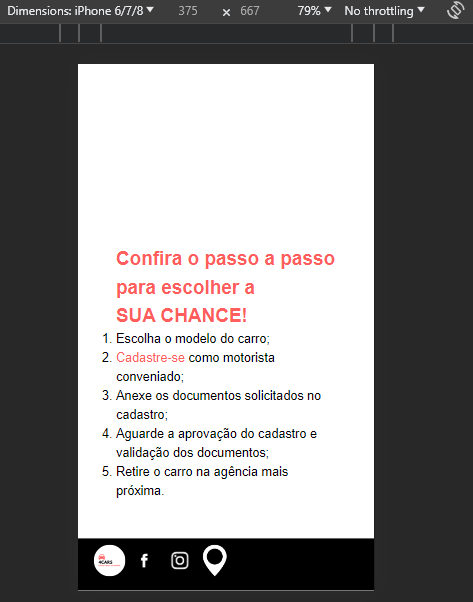 Dimensions: iPhone 6/7/8 ▼ 375 × 667 79% ▼ No throttling ▼
Confira o passo a passo
para escolher a
SUA CHANCE!
1. Escolha o modelo do carro;
2. Cadastre-se como motorista
conveniado;
3. Anexe os documentos solicitados no
cadastro;
4. Aguarde a aprovação do cadastro e
validação dos documentos;
5. Retire o carro na agência mais
próxima.
4CARS